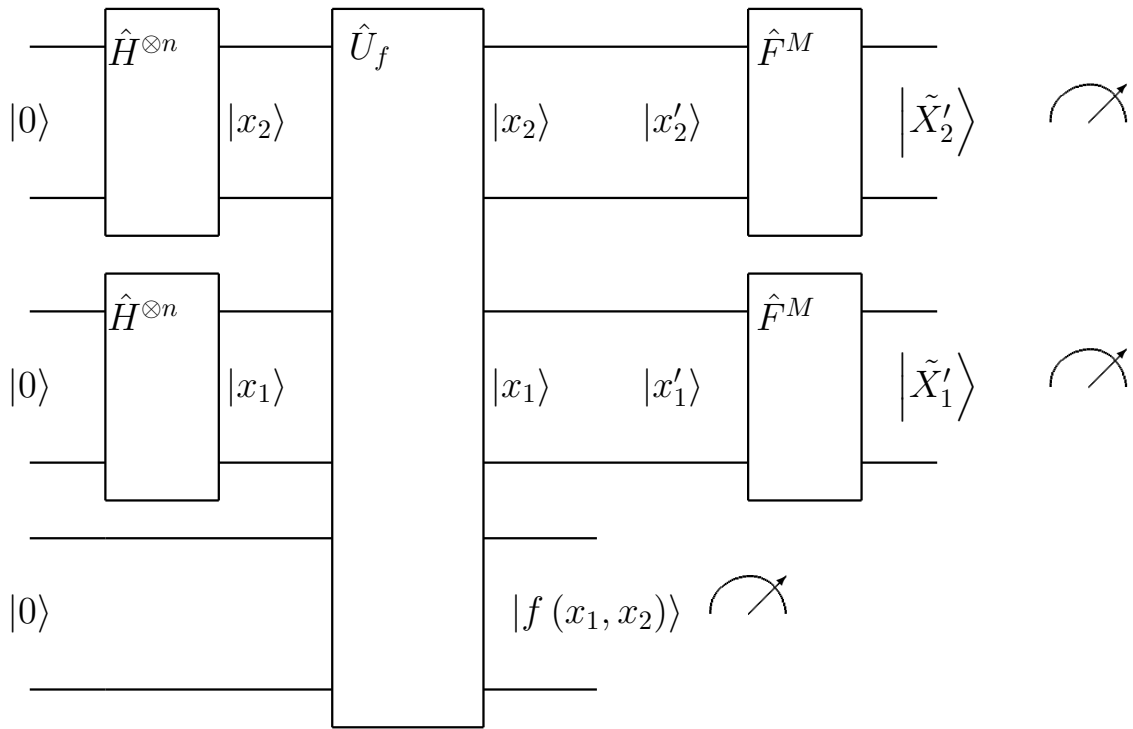 Ĥ⊗ⁿ Û_f F̂ᴹ
|0⟩ |x₂⟩ |x₂⟩ |x′₂⟩ |X̃′₂⟩
Ĥ⊗ⁿ F̂ᴹ
|0⟩ |x₁⟩ |x₁⟩ |x′₁⟩ |X̃′₁⟩
|0⟩ |f (x₁, x₂)⟩